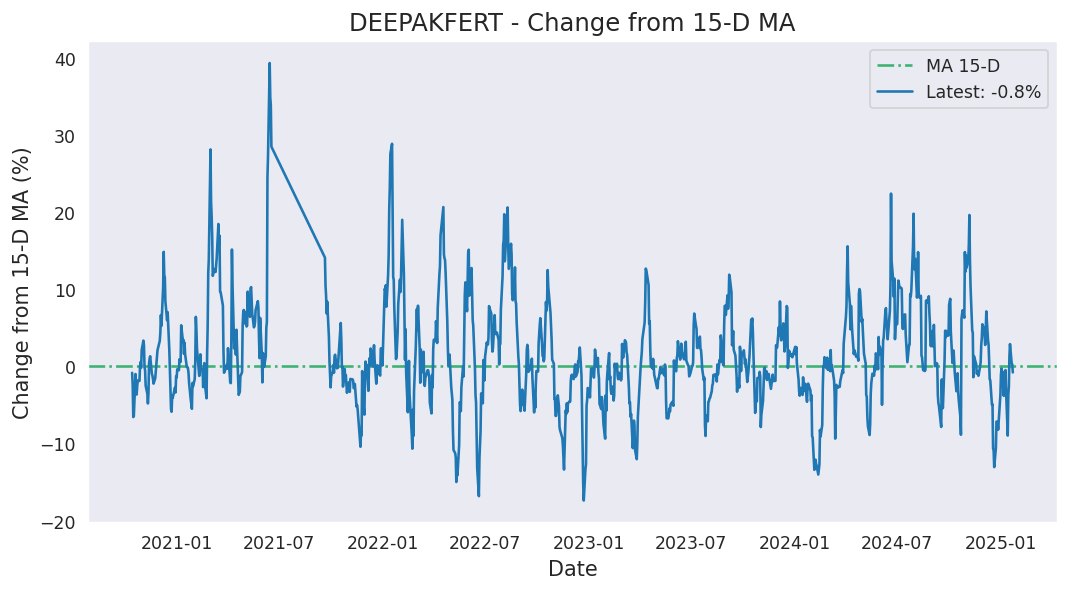 DEEPAKFERT - Change from 15-D MA
MA 15-D
Latest: -0.8%
Change from 15-D MA (%)
40
30
20
10
0
−10
−20
2021-01 2021-07 2022-01 2022-07 2023-01 2023-07 2024-01 2024-07 2025-01
Date